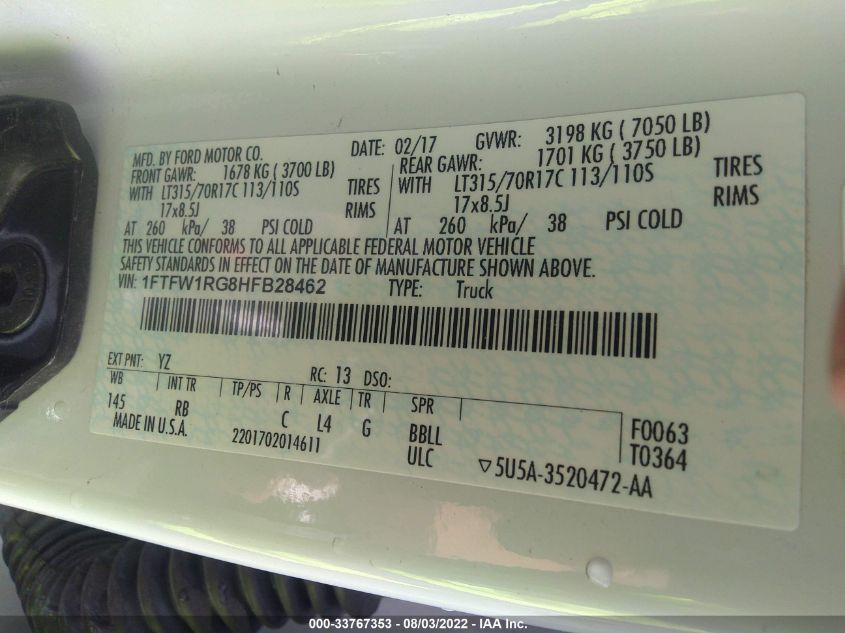 MFD. BY FORD MOTOR CO. DATE: 02/17 GVWR: 3198 KG ( 7050 LB)
FRONT GAWR: 1678 KG ( 3700 LB) REAR GAWR: 1701 KG ( 3750 LB)
WITH LT315/70R17C 113/110S TIRES WITH LT315/70R17C 113/110S TIRES
17x8.5J RIMS 17x8.5J RIMS
AT 260 kPa/ 38 PSI COLD AT 260 kPa/ 38 PSI COLD
THIS VEHICLE CONFORMS TO ALL APPLICABLE FEDERAL MOTOR VEHICLE
SAFETY STANDARDS IN EFFECT ON THE DATE OF MANUFACTURE SHOWN ABOVE.
VIN: 1FTFW1RG8HFB28462 TYPE: Truck
EXT PNT: YZ RC: 13 DSO:
WB INT TR TP/PS R AXLE TR SPR
145 RB C L4 G BBLL F0063
MADE IN U.S.A. 2201702014611 ULC ▽5U5A-3520472-AA T0364
000-33767353 - 08/03/2022 - IAA Inc.